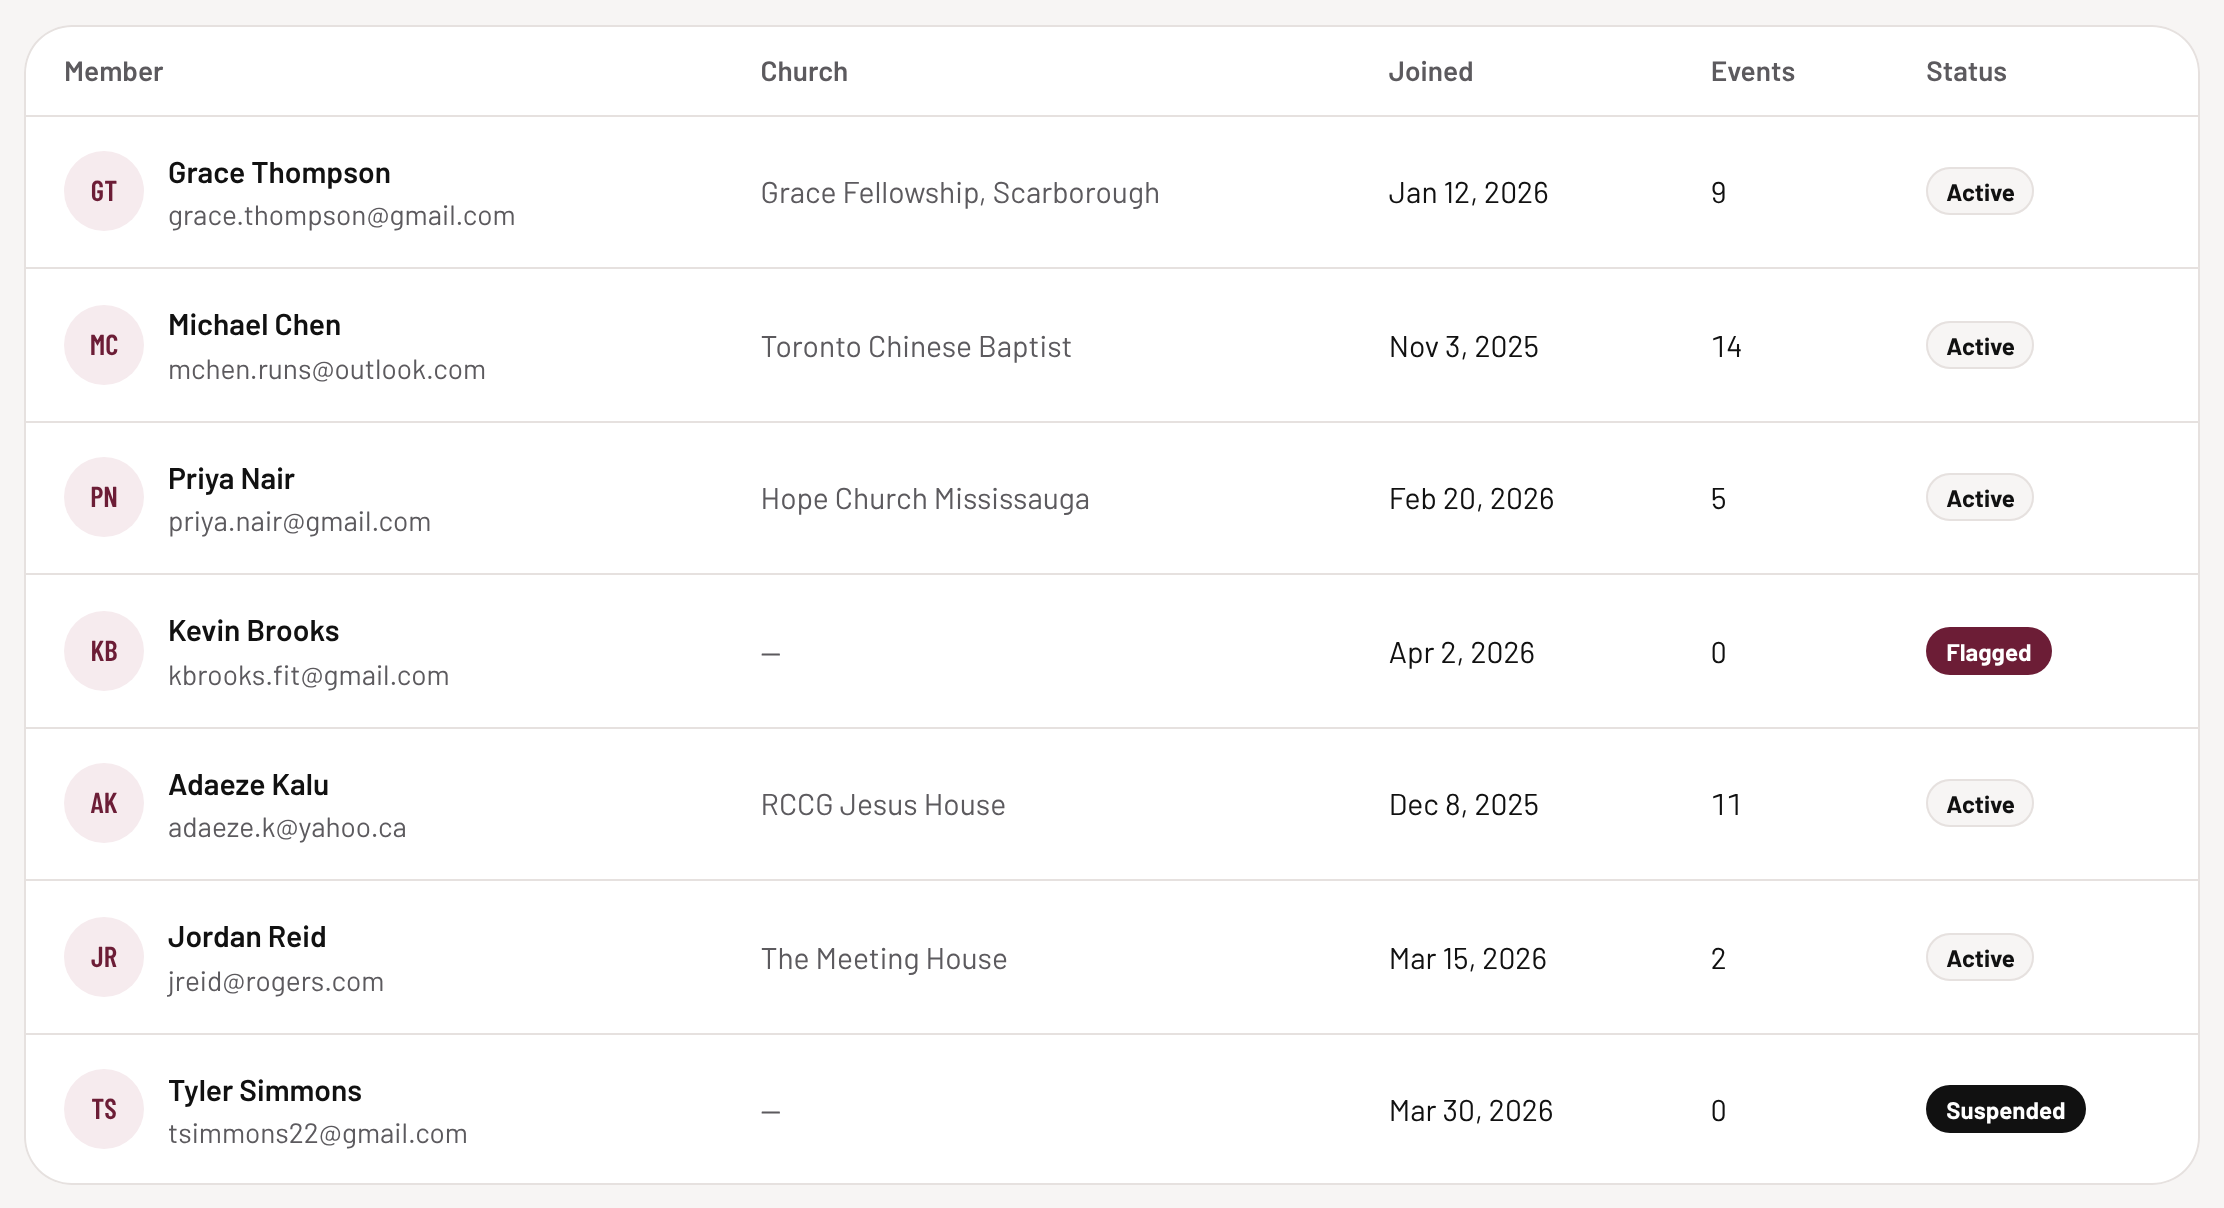 Member Church Joined Events Status
GT Grace Thompson
grace.thompson@gmail.com
Grace Fellowship, Scarborough Jan 12, 2026 9 Active
MC Michael Chen
mchen.runs@outlook.com
Toronto Chinese Baptist Nov 3, 2025 14 Active
PN Priya Nair
priya.nair@gmail.com
Hope Church Mississauga Feb 20, 2026 5 Active
KB Kevin Brooks
kbrooks.fit@gmail.com
– Apr 2, 2026 0 Flagged
AK Adaeze Kalu
adaeze.k@yahoo.ca
RCCG Jesus House Dec 8, 2025 11 Active
JR Jordan Reid
jreid@rogers.com
The Meeting House Mar 15, 2026 2 Active
TS Tyler Simmons
tsimmons22@gmail.com
– Mar 30, 2026 0 Suspended